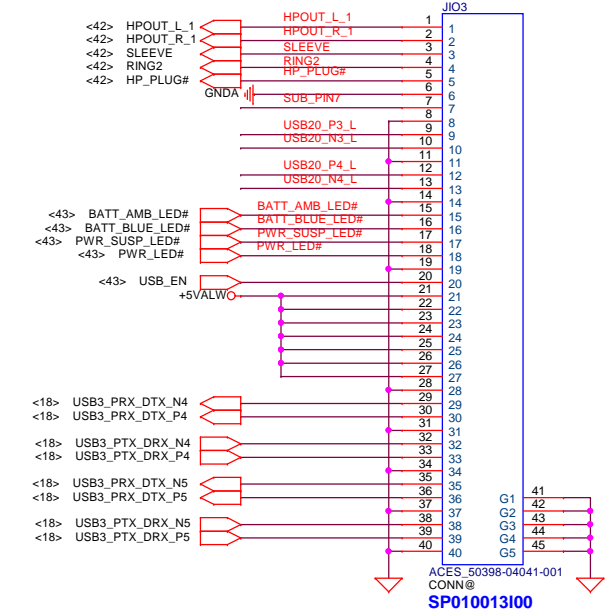 JIO3
<42> HPOUT_L_1 HPOUT_L_1 1 1
<42> HPOUT_R_1 HPOUT_R_1 2 2
<42> SLEEVE SLEEVE 3 3
<42> RING2 RING2 4 4
<42> HP_PLUG# HP_PLUG# 5 5
GNDA 6 6
SUB_PIN7 7 7
8 8
USB20_P3_L 9 9
USB20_N3_L 10 10
11 11
USB20_P4_L 12 12
USB20_N4_L 13 13
14 14
<43> BATT_AMB_LED# BATT_AMB_LED# 15 15
<43> BATT_BLUE_LED# BATT_BLUE_LED# 16 16
<43> PWR_SUSP_LED# PWR_SUSP_LED# 17 17
<43> PWR_LED# PWR_LED# 18 18
19 19
<43> USB_EN 20 20
+5VALW 21 21
22 22
23 23
24 24
25 25
26 26
27 27
28 28
<18> USB3_PRX_DTX_N4 29 29
<18> USB3_PRX_DTX_P4 30 30
31 31
<18> USB3_PTX_DRX_N4 32 32
<18> USB3_PTX_DRX_P4 33 33
34 34
<18> USB3_PRX_DTX_N5 35 35
<18> USB3_PRX_DTX_P5 36 36 G1 41
37 37 G2 42
<18> USB3_PTX_DRX_N5 38 38 G3 43
<18> USB3_PTX_DRX_P5 39 39 G4 44
40 40 G5 45
ACES_50398-04041-001
CONN@
SP010013I00